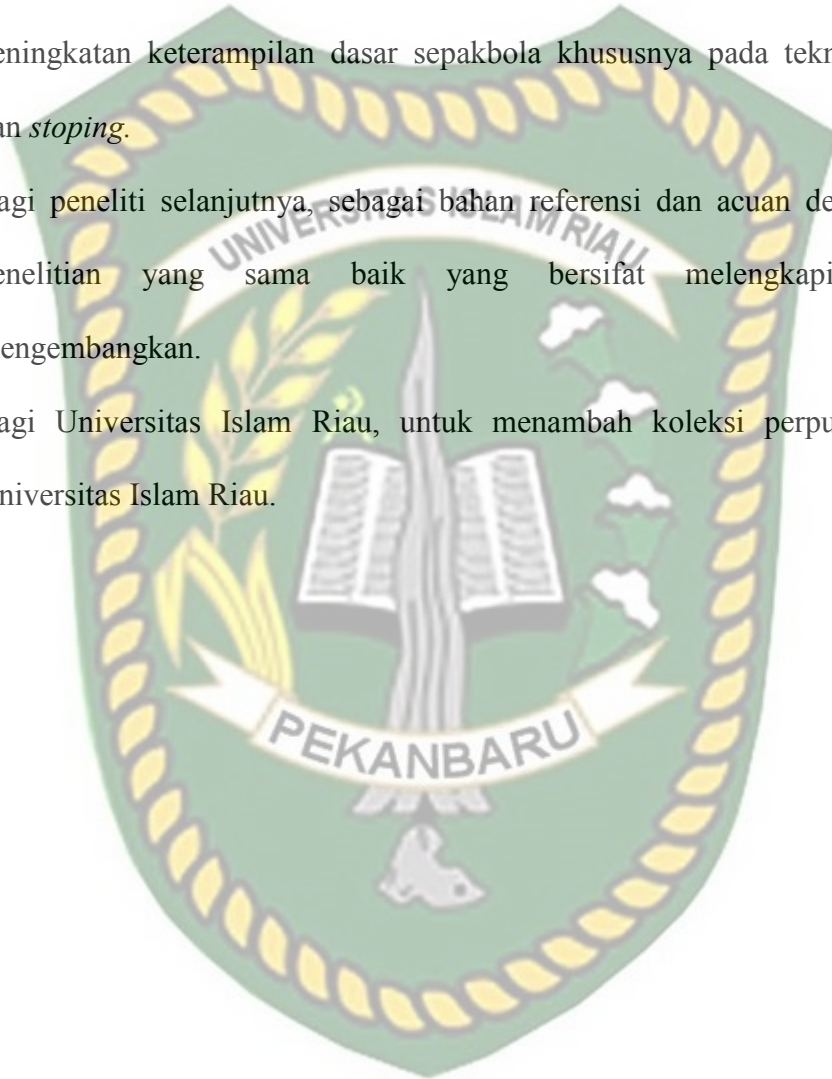 eningkatan keterampilan dasar sepakbola khususnya pada tekn
an stoping.
agi peneliti selanjutnya, sebagai bahan referensi dan acuan de
enelitian yang sama baik yang bersifat melengkapi
engembangkan.
agi Universitas Islam Riau, untuk menambah koleksi perpu
niversitas Islam Riau.
UNIVERSITAS ISLAM RIAU
PEKANBARU